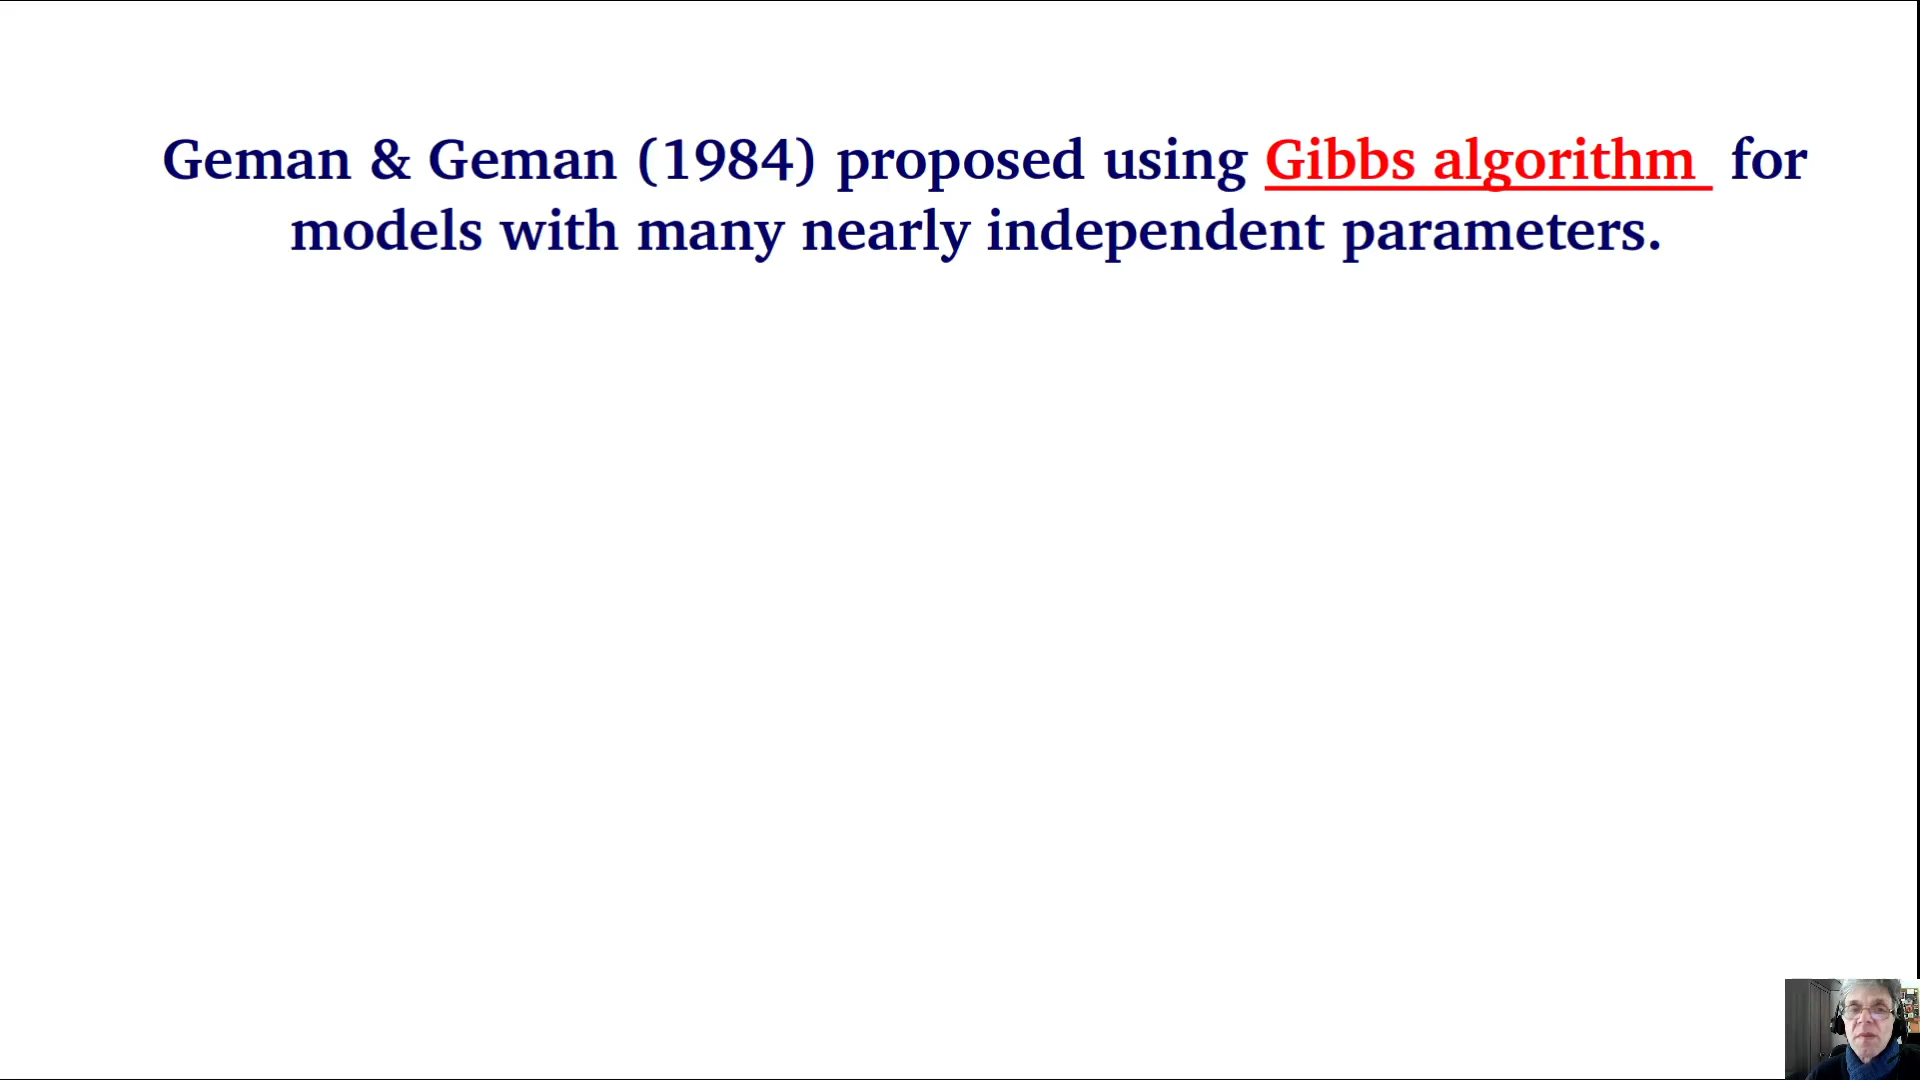 Geman & Geman (1984) proposed using Gibbs algorithm for
models with many nearly independent parameters.